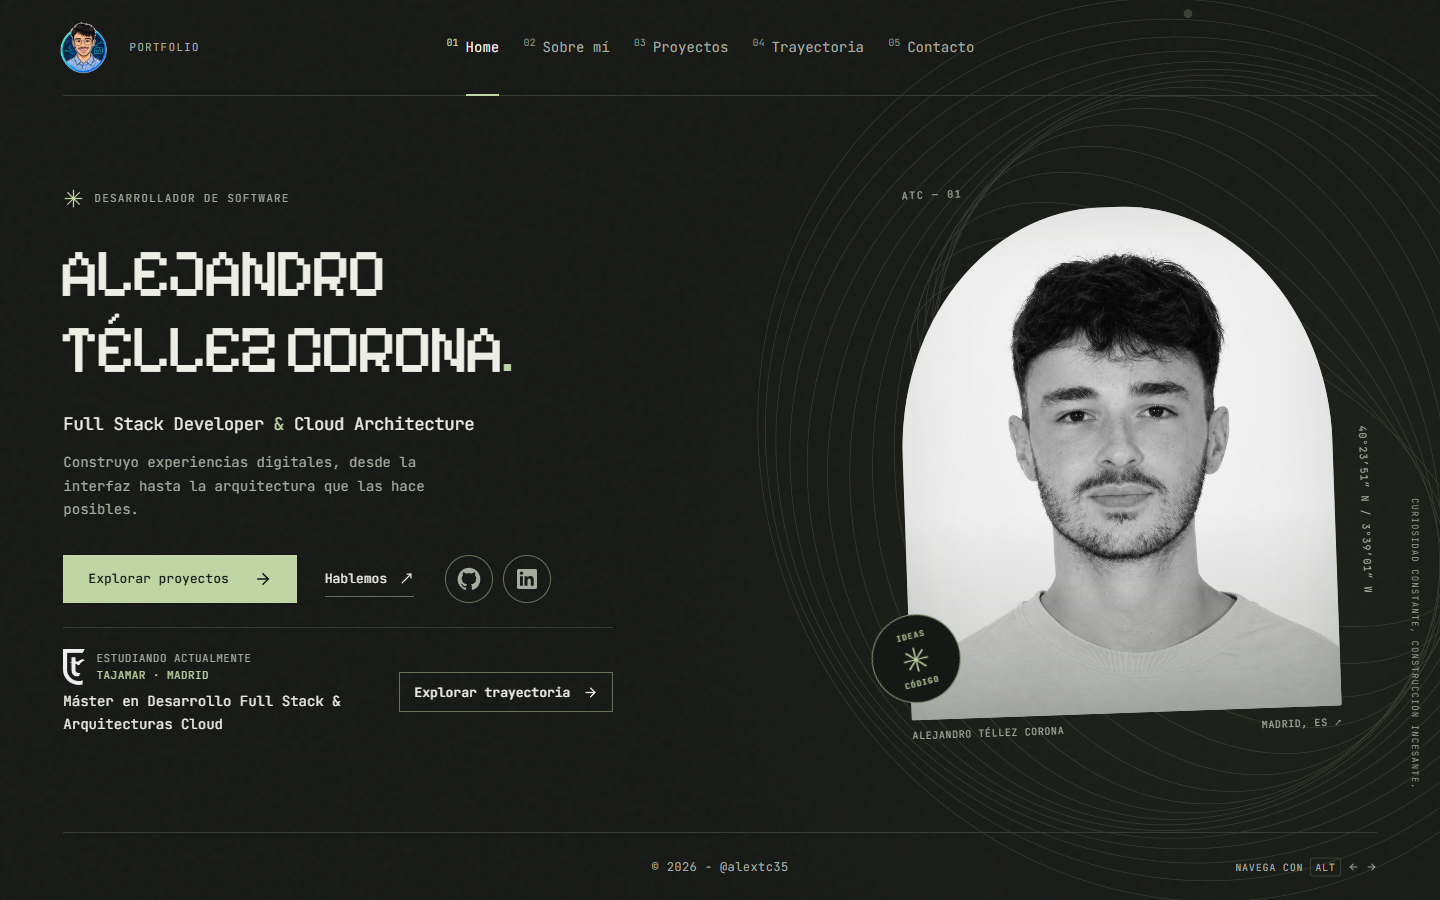 PORTFOLIO
01 Home
02 Sobre mí
03 Proyectos
04 Trayectoria
05 Contacto
DESARROLLADOR DE SOFTWARE
ALEJANDRO
TÉLLEZ CORONA.
Full Stack Developer & Cloud Architecture
Construyo experiencias digitales, desde la
interfaz hasta la arquitectura que las hace
posibles.
Explorar proyectos →
Hablemos ↗
in
ESTUDIANDO ACTUALMENTE
TAJAMAR · MADRID
Máster en Desarrollo Full Stack &
Arquitecturas Cloud
Explorar trayectoria →
ATC — 01
IDEAS
CÓDIGO
ALEJANDRO TÉLLEZ CORONA
MADRID, ES ↗
40°23′51″ N / 3°39′01″ W
CURIOSIDAD CONSTANTE, CONSTRUCCIÓN INCESANTE.
© 2026 - @alextc35
NAVEGA CON ALT ← →